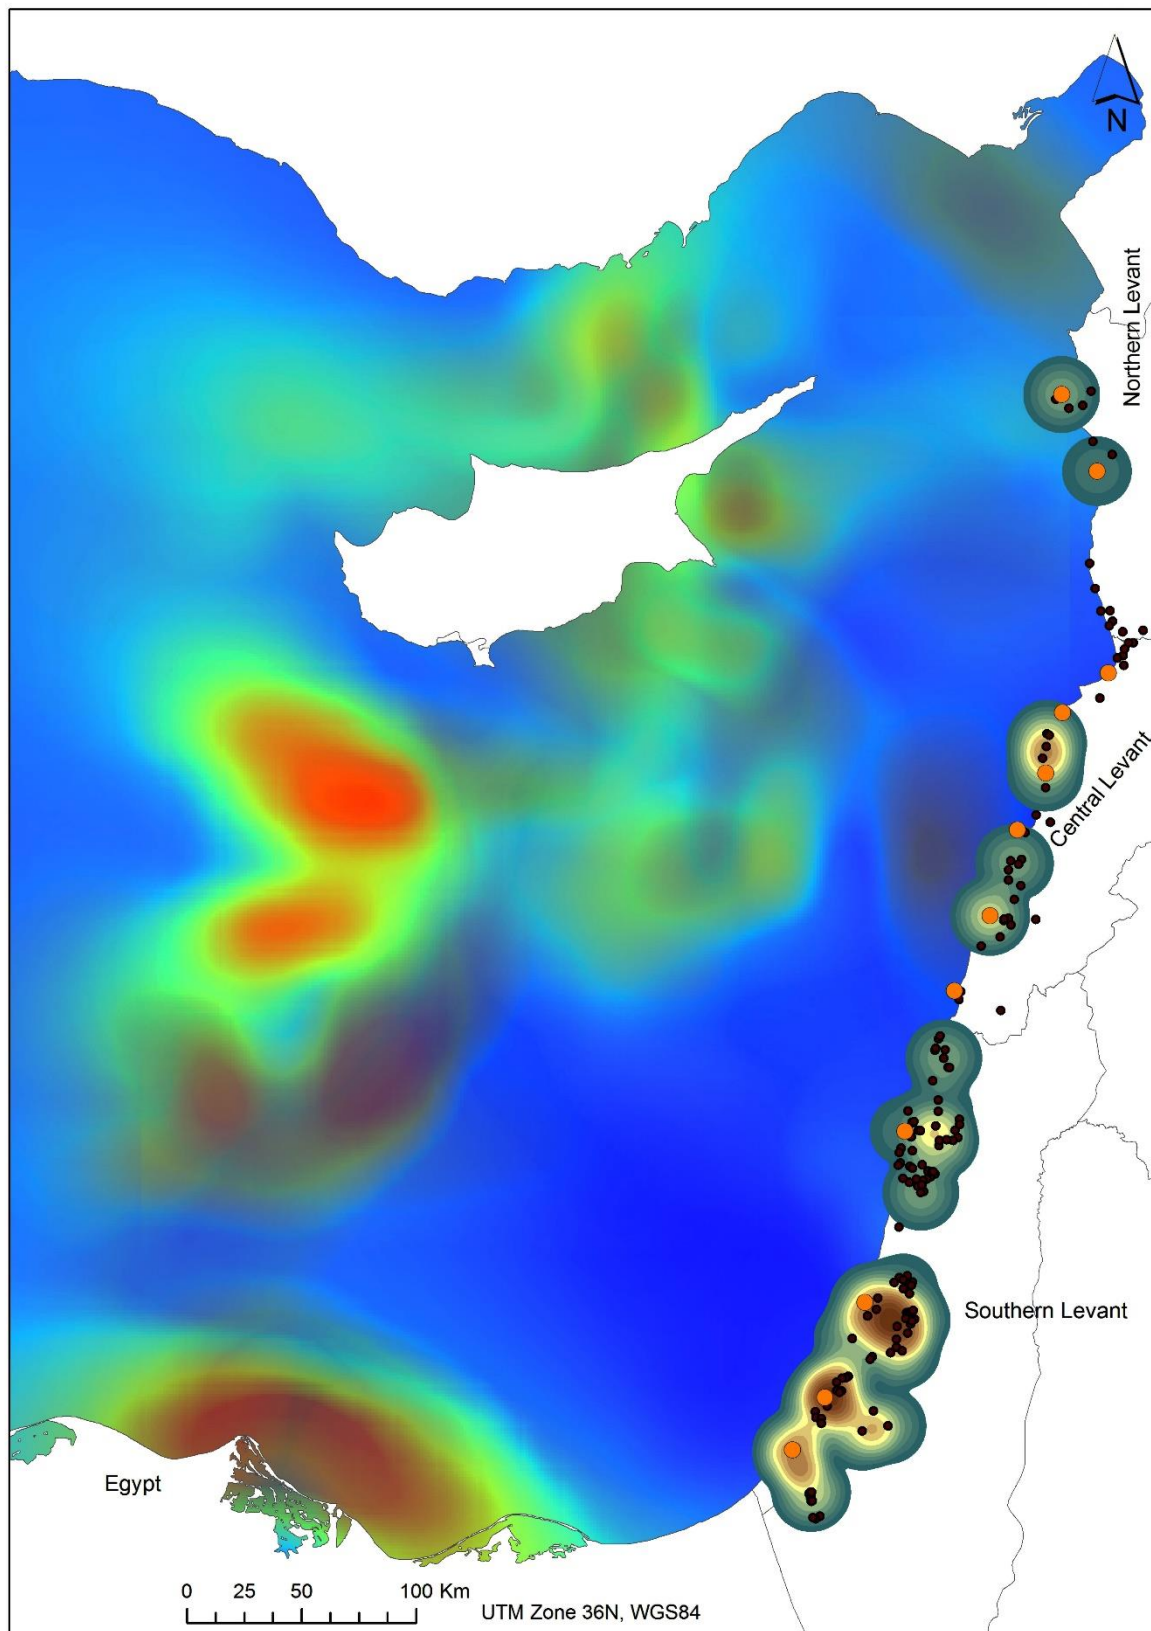 N
Northern Levant
Central Levant
Southern Levant
Egypt
0 25 50 100 Km
UTM Zone 36N, WGS84